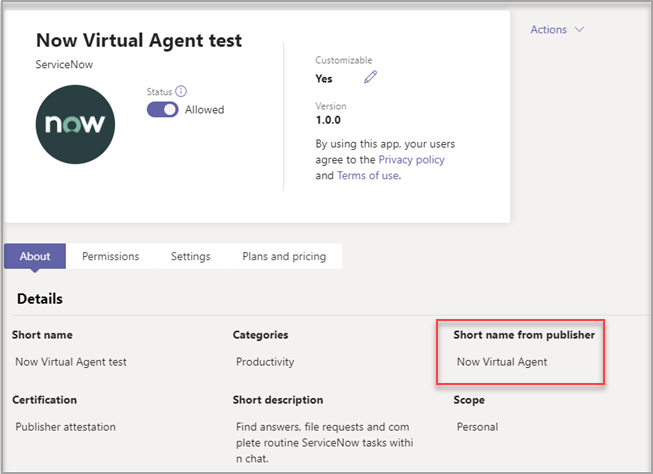 Now Virtual Agent test
ServiceNow
now
Status
Allowed
Customizable
Yes
Version
1.0.0
By using this app, your users
agree to the Privacy policy
and Terms of use.
Actions
About Permissions Settings Plans and pricing
Details
Short name
Now Virtual Agent test
Categories
Productivity
Short name from publisher
Now Virtual Agent
Certification
Publisher attestation
Short description
Find answers, file requests and com
plete routine ServiceNow tasks withi
n chat.
Scope
Personal